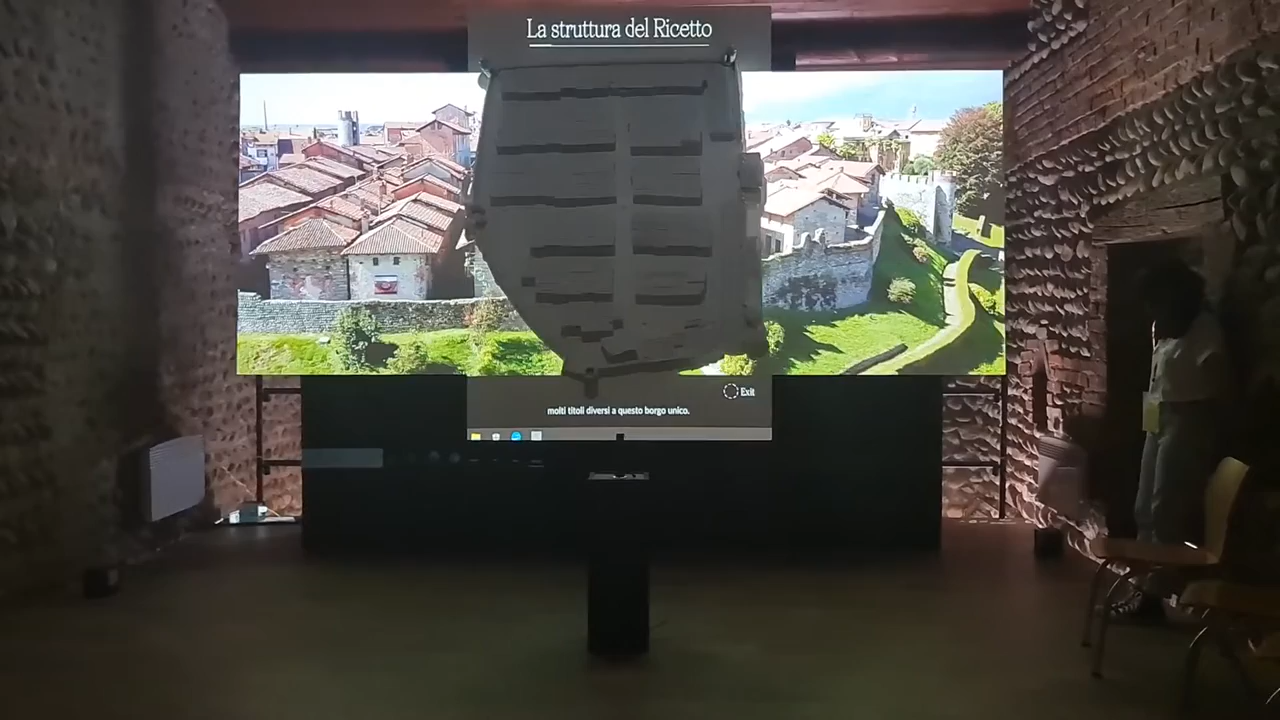 La struttura del Ricetto
Exit
molti titoli diversi a questo borgo unico.